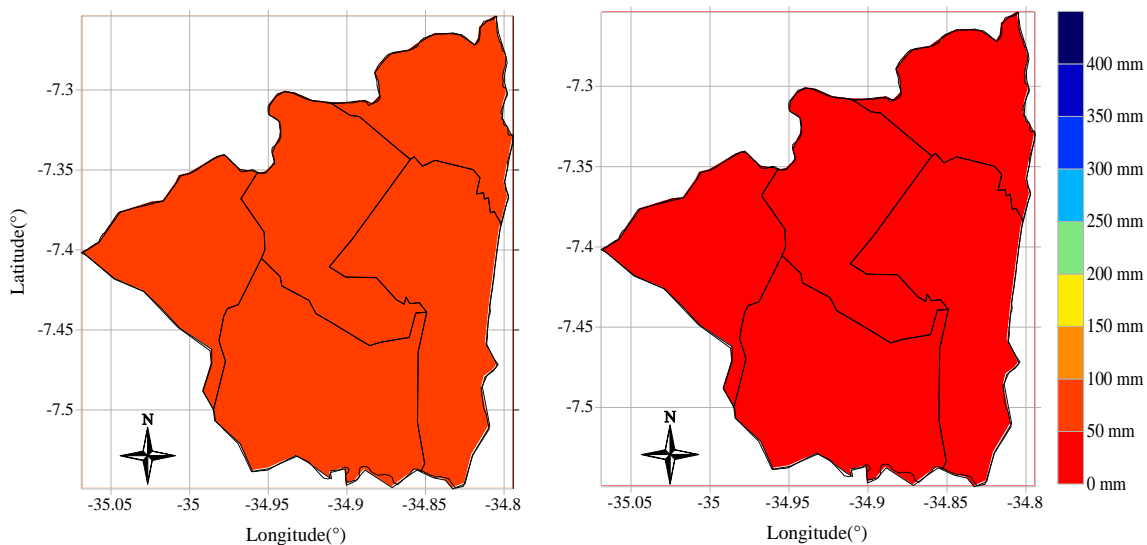 -7.3
-7.35
-7.4
-7.45
-7.5
Latitude(°)
N
-35.05
-35
-34.95
-34.9
-34.85
-34.8
Longitude(°)
-7.3
-7.35
-7.4
-7.45
-7.5
N
-35.05
-35
-34.95
-34.9
-34.85
-34.8
Longitude(°)
400 mm
350 mm
300 mm
250 mm
200 mm
150 mm
100 mm
50 mm
0 mm